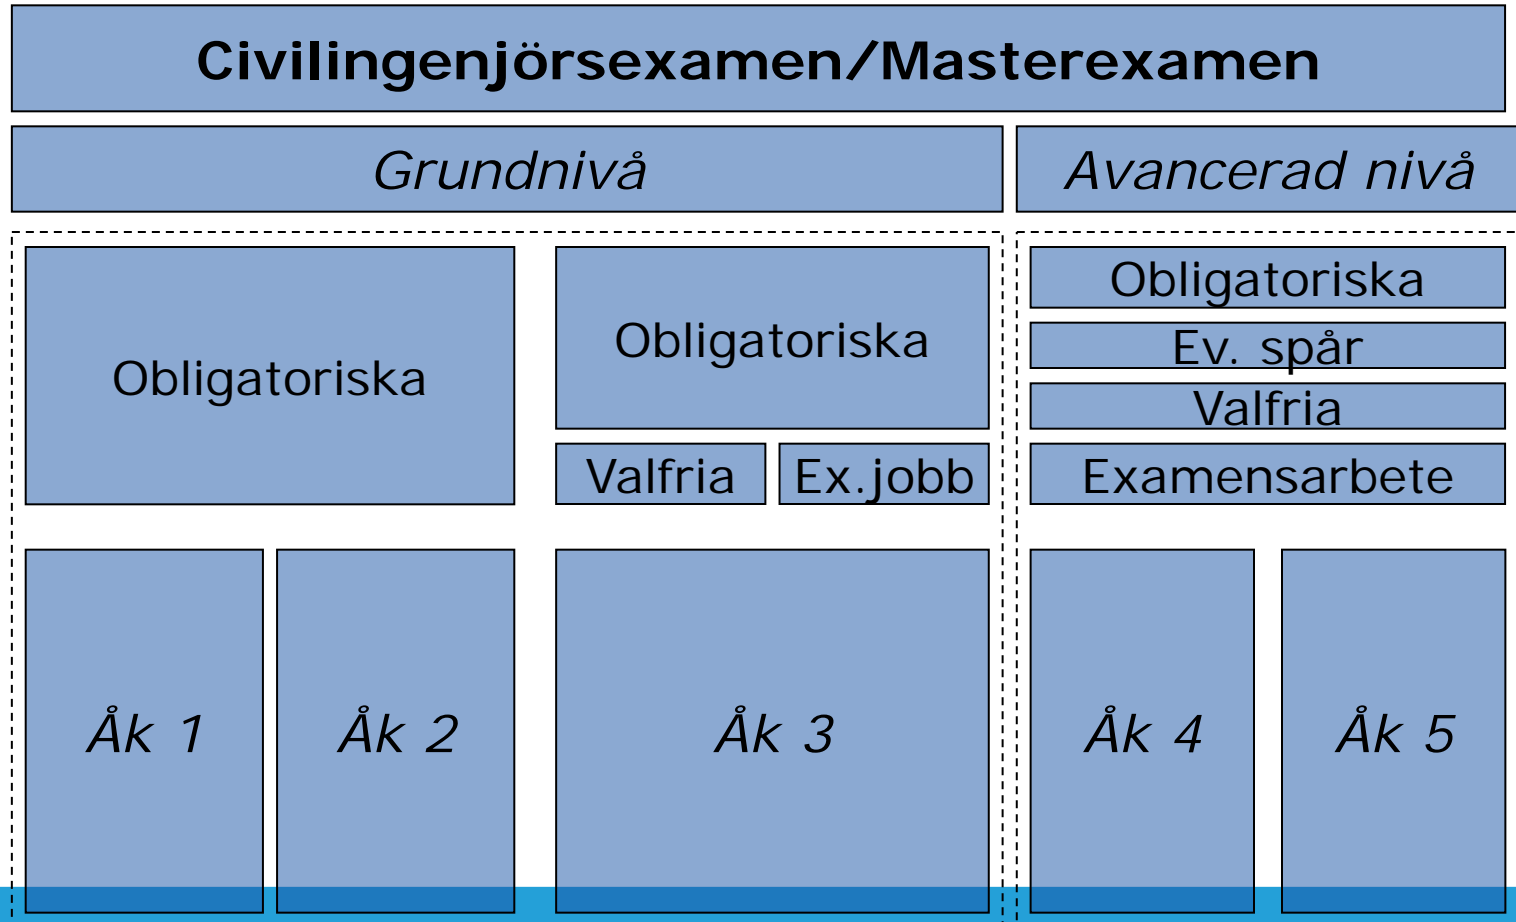 Civilingenjörsexamen/Masterexamen
Grundnivå
Avancerad nivå
Obligatoriska
Obligatoriska
Valfria
Ex.jobb
Obligatoriska
Ev. spår
Valfria
Examensarbete
Åk 1
Åk 2
Åk 3
Åk 4
Åk 5